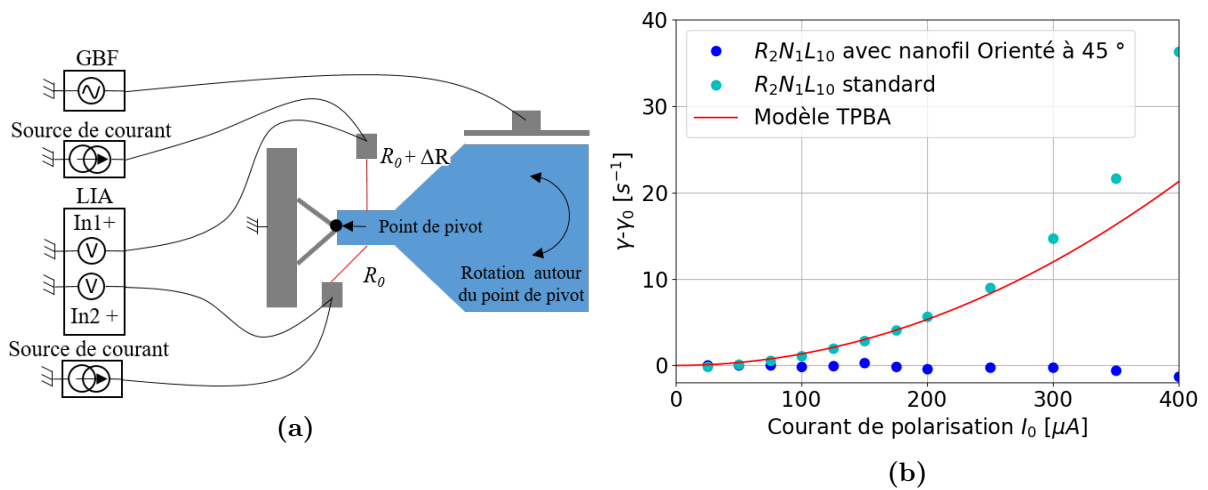 GBF
Source de courant
LIA
In1+
V
V
In2 +
Source de courant
R₀ + ΔR
Point de pivot
R₀
Rotation autour
du point de pivot
(a)
40
30
20
10
0
γ-γ₀ [s⁻¹]
R₂N₁L₁₀ avec nanofil Orienté à 45 °
R₂N₁L₁₀ standard
Modèle TPBA
0 100 200 300 400
Courant de polarisation I₀ [μA]
(b)